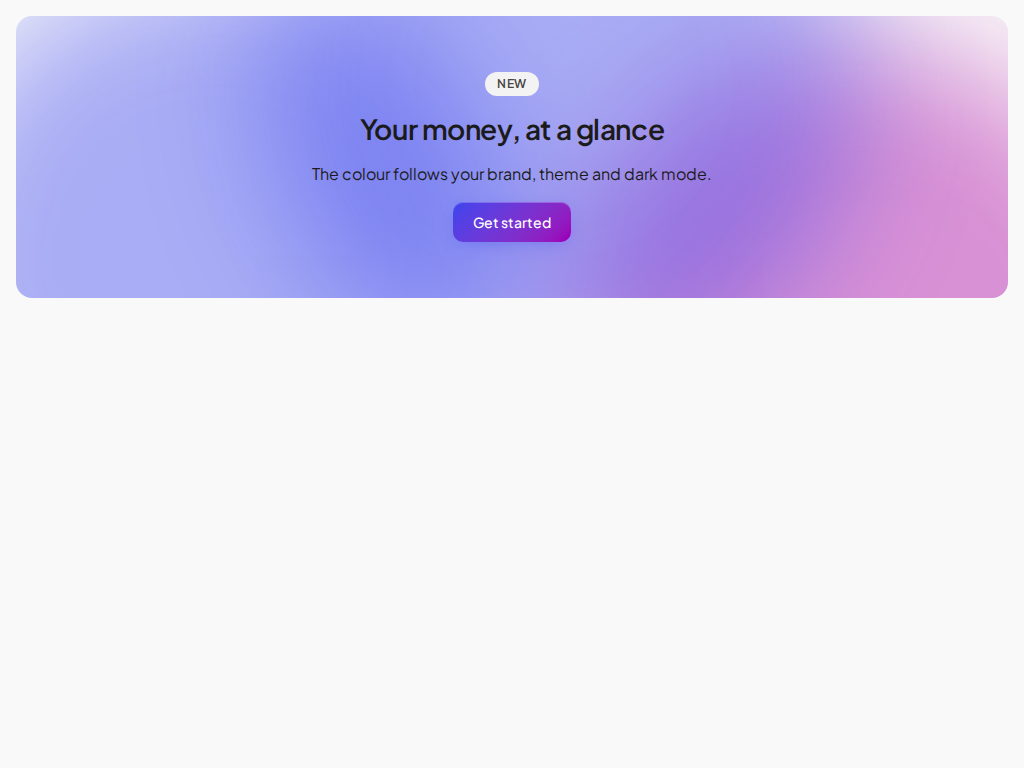 NEW
Your money, at a glance
The colour follows your brand, theme and dark mode.
Get started